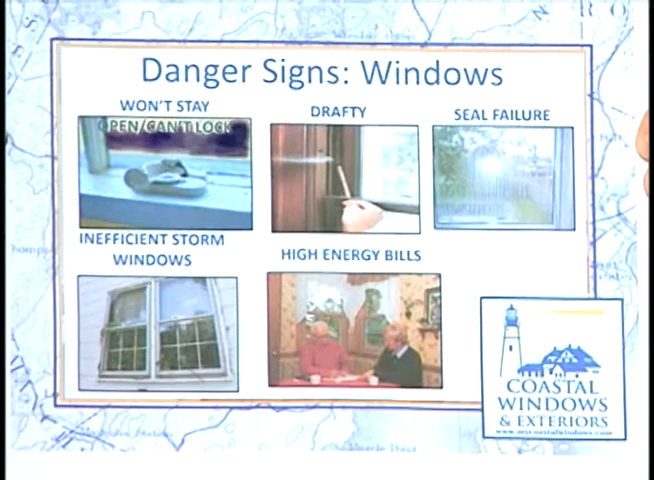 Danger Signs: Windows
WON'T STAY
OPEN/CAN'T LOCK
DRAFTY
SEAL FAILURE
INEFFICIENT STORM
WINDOWS
HIGH ENERGY BILLS
COASTAL
WINDOWS
& EXTERIORS